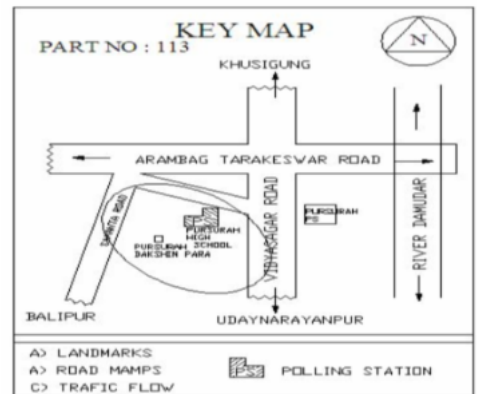 KEY MAP
PART NO : 113
N
KHUSIGUNG
ARAMBAG TARAKESWAR ROAD
VIDYASAGAR ROAD
PURSURAH
PS
RIVER DAMUDAR
ROAD
PURSURAH
HIGH
SCHOOL
PURSURAH
DAKSHIN PARA
BALIPUR
UDAYNARAYANPUR
A) LANDMARKS
A) ROAD MAMPS
C) TRAFIC FLOW
PS
POLLING STATION